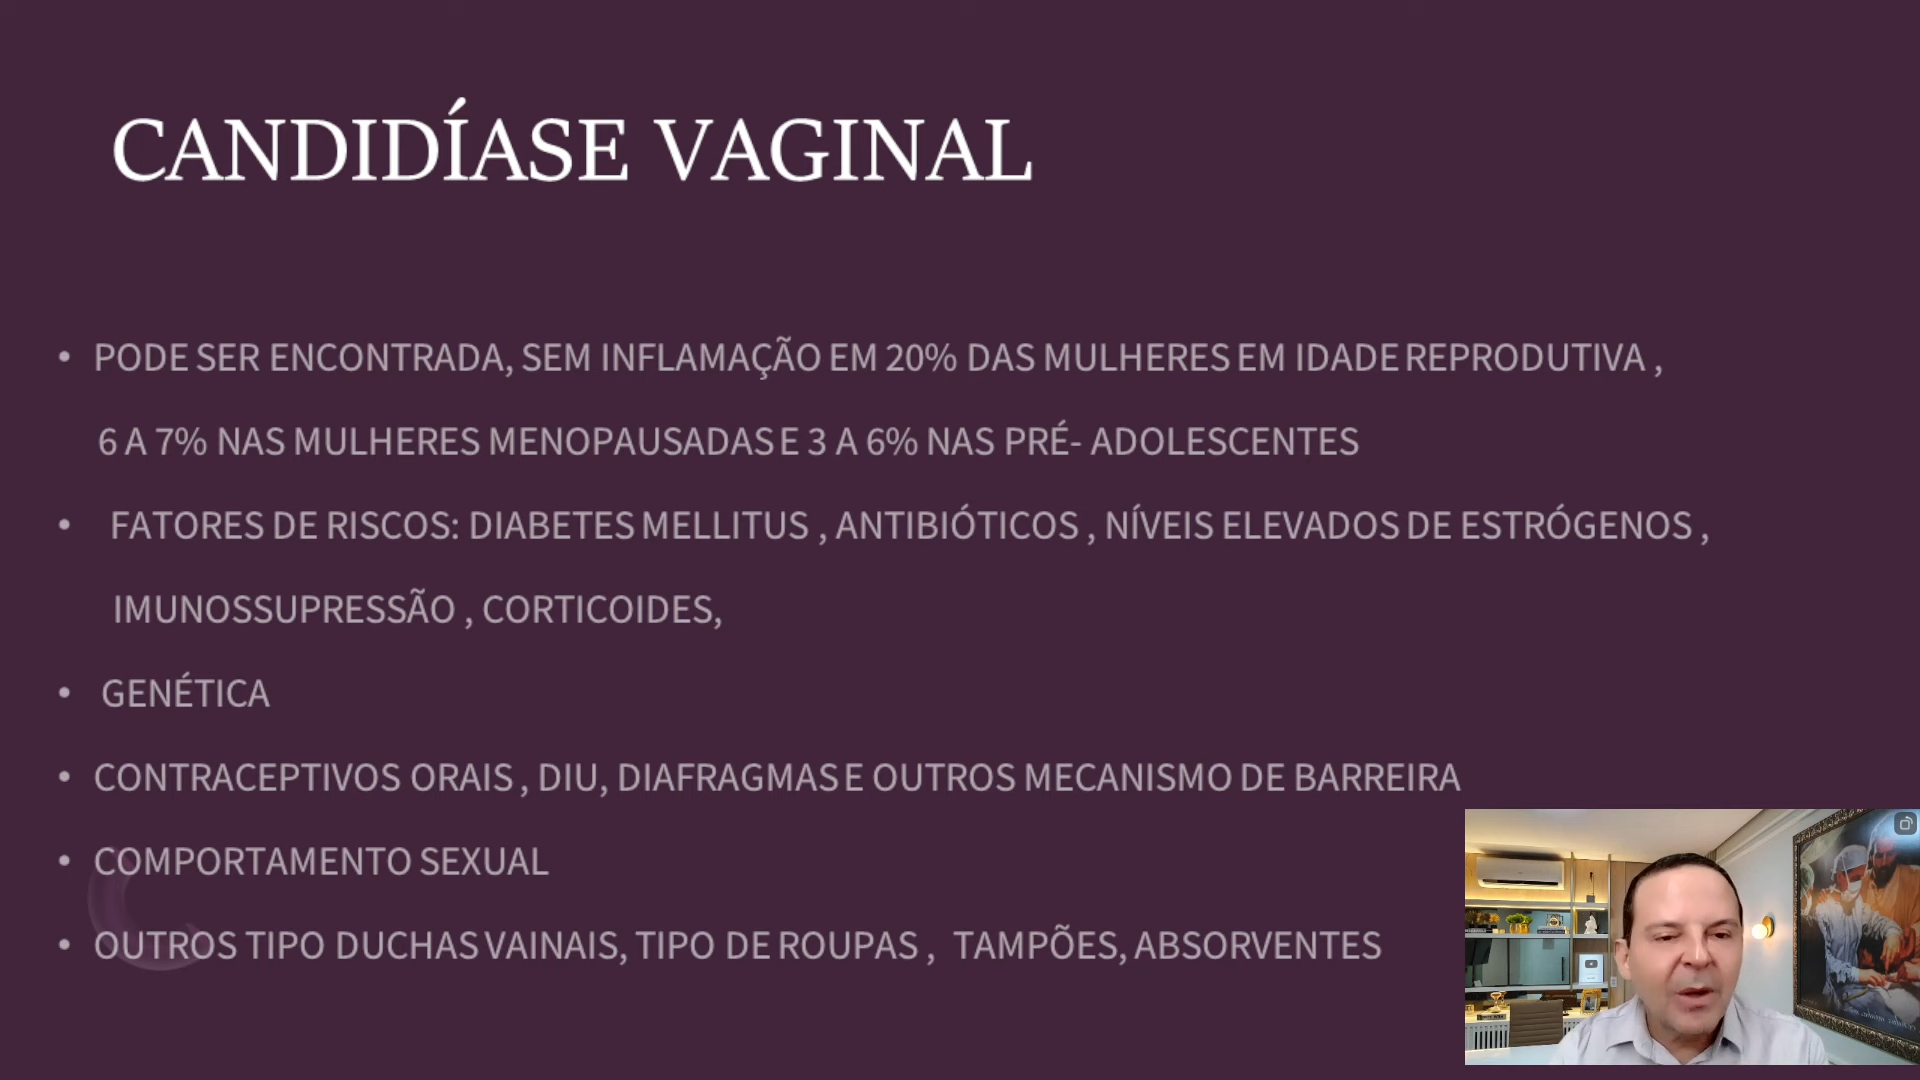 CANDIDÍASE VAGINAL
• PODE SER ENCONTRADA, SEM INFLAMAÇÃO EM 20% DAS MULHERES EM IDADE REPRODUTIVA ,
6 A 7% NAS MULHERES MENOPAUSADAS E 3 A 6% NAS PRÉ- ADOLESCENTES
• FATORES DE RISCOS: DIABETES MELLITUS , ANTIBIÓTICOS , NÍVEIS ELEVADOS DE ESTRÓGENOS ,
IMUNOSSUPRESSÃO , CORTICOIDES,
• GENÉTICA
• CONTRACEPTIVOS ORAIS , DIU, DIAFRAGMAS E OUTROS MECANISMO DE BARREIRA
• COMPORTAMENTO SEXUAL
• OUTROS TIPO DUCHAS VAINAIS, TIPO DE ROUPAS , TAMPÕES, ABSORVENTES